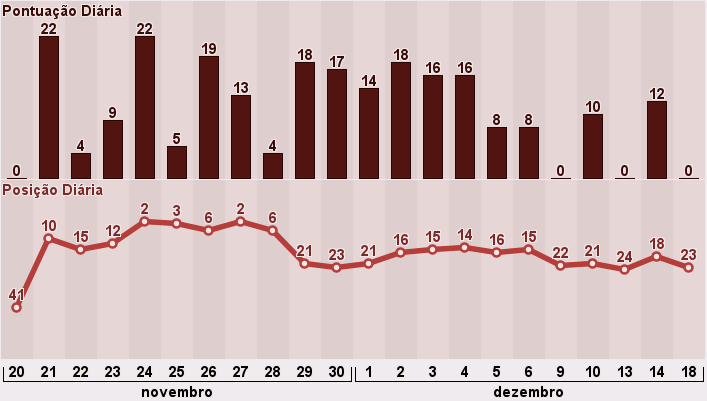 Pontuação Diária
0 22 4 9 22 5 19 13 4 18 17 14 18 16 16 8 8 0 10 0 12 0
Posição Diária
41 10 15 12 2 3 6 2 6 21 23 21 16 15 14 16 15 22 21 24 18 23
20 21 22 23 24 25 26 27 28 29 30 1 2 3 4 5 6 9 10 13 14 18
novembro dezembro